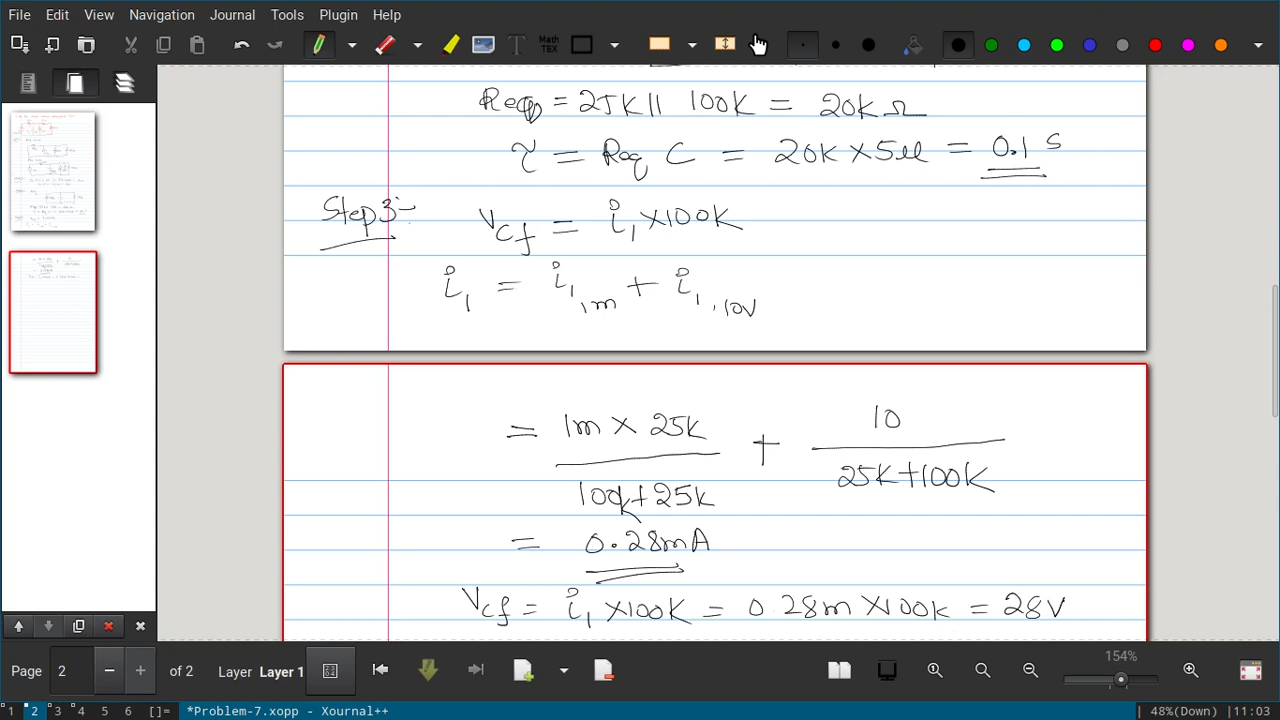 File Edit View Navigation Journal Tools Plugin Help
Math TEX T
Req = 25K || 100K = 20K Ω
τ = Req C = 20K × 5μ = 0.1 s
Step3:- Vcf = i1 × 100K
i1 = i1,1m + i1,10V
= 1m × 25K / 100k + 25K + 10 / 25K + 100K
= 0.28mA
Vcf = i1 × 100K = 0.28m × 100K = 28V
Page 2 of 2 Layer Layer 1 154%
1 2 3 4 5 6 []= *Problem-7.xopp - Xournal++ 48%(Down) | 11:03